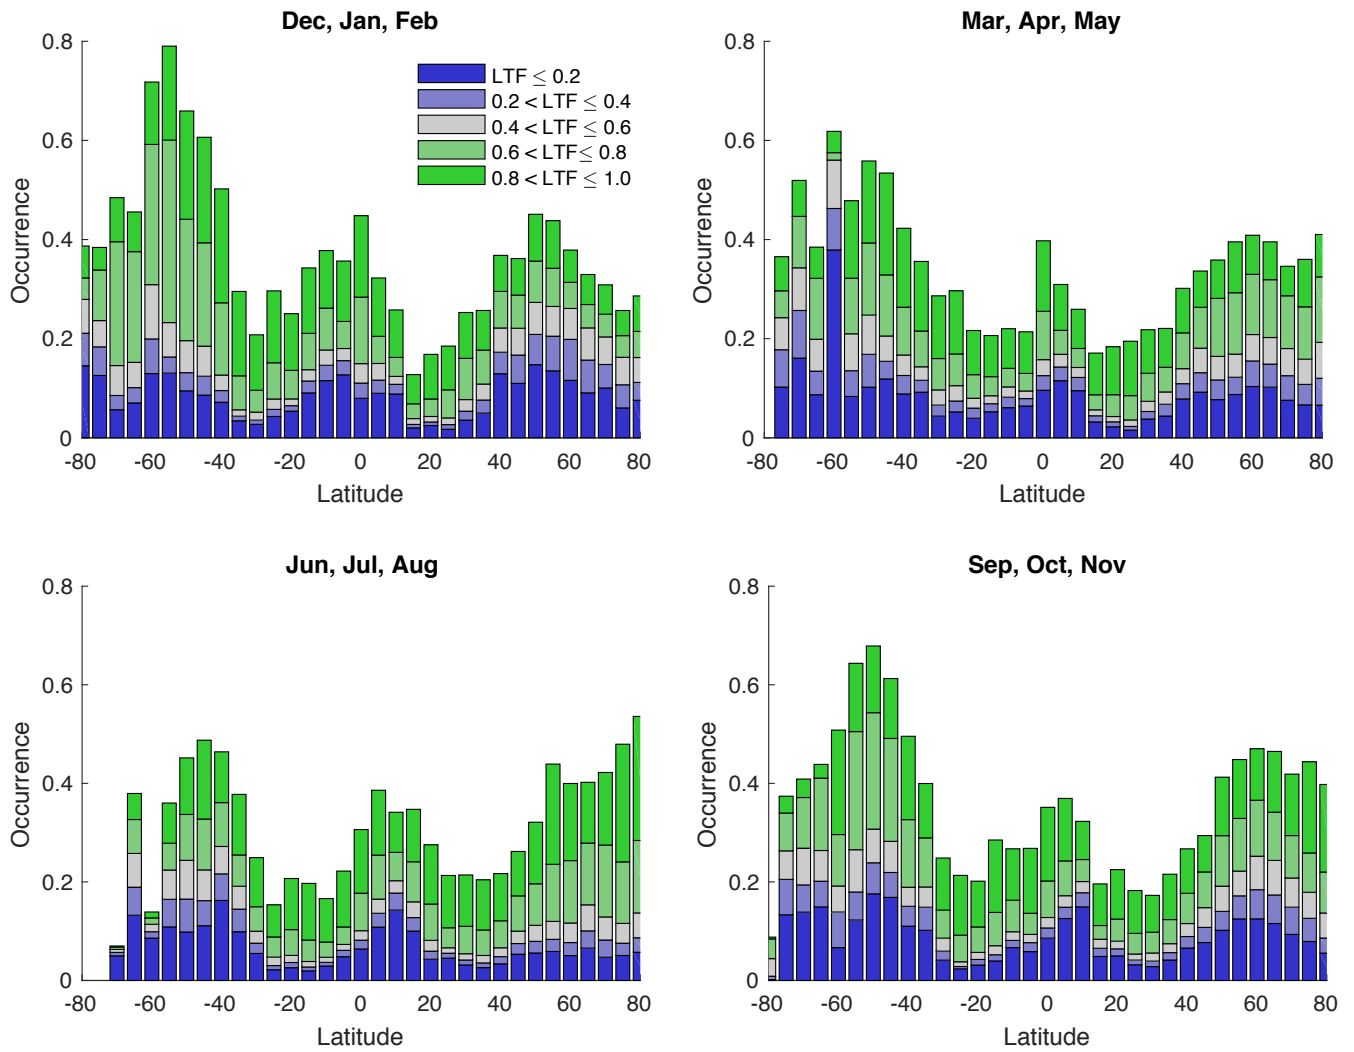 Dec, Jan, Feb
0.8
0.6
0.4
0.2
0
Occurrence
LTF ≤ 0.2
0.2 < LTF ≤ 0.4
0.4 < LTF ≤ 0.6
0.6 < LTF ≤ 0.8
0.8 < LTF ≤ 1.0
-80 -60 -40 -20 0 20 40 60 80
Latitude
Mar, Apr, May
0.8
0.6
0.4
0.2
0
Occurrence
-80 -60 -40 -20 0 20 40 60 80
Latitude
Jun, Jul, Aug
0.8
0.6
0.4
0.2
0
Occurrence
-80 -60 -40 -20 0 20 40 60 80
Latitude
Sep, Oct, Nov
0.8
0.6
0.4
0.2
0
Occurrence
-80 -60 -40 -20 0 20 40 60 80
Latitude